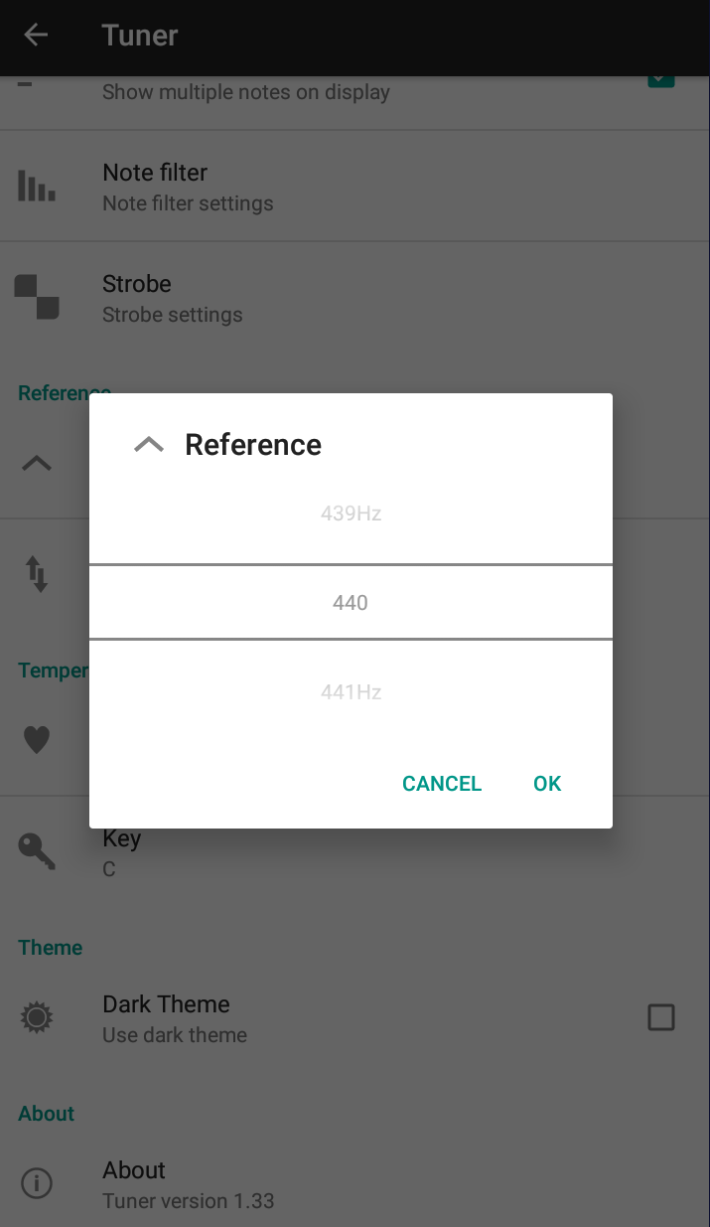 Tuner
Show multiple notes on display
Note filter
Note filter settings
Strobe
Strobe settings
Reference
Reference
439Hz
440
441Hz
Temper
CANCEL OK
Key
C
Theme
Dark Theme
Use dark theme
About
About
Tuner version 1.33